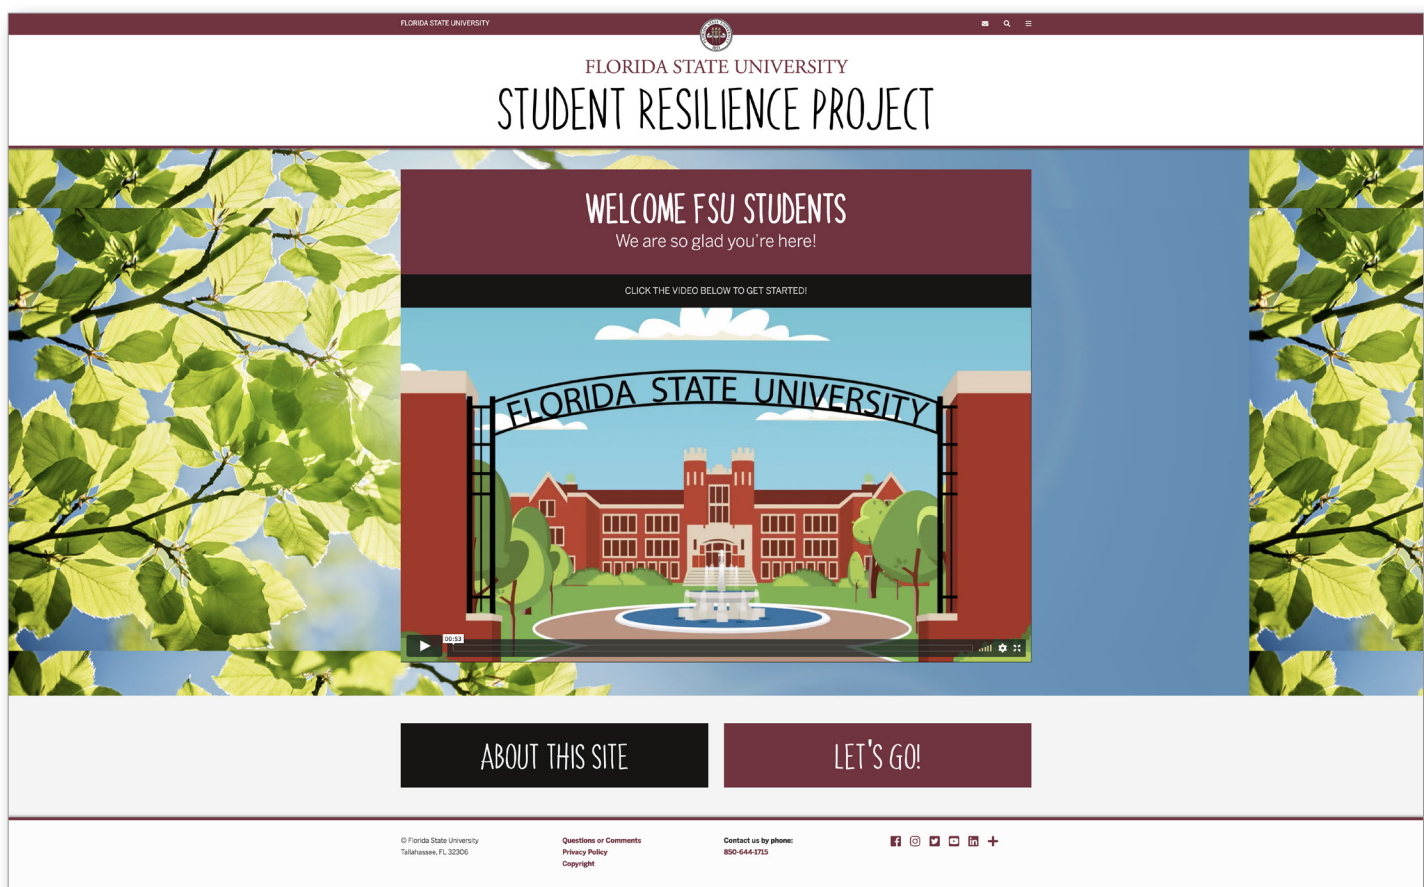 FLORIDA STATE UNIVERSITY
FLORIDA STATE UNIVERSITY
STUDENT RESILIENCE PROJECT
WELCOME FSU STUDENTS
We are so glad you're here!
CLICK THE VIDEO BELOW TO GET STARTED!
FLORIDA STATE UNIVERSITY
00:53
ABOUT THIS SITE
LET'S GO!
© Florida State University
Tallahassee, FL 32306
Questions or Comments
Privacy Policy
Copyright
Contact us by phone:
850-644-1715